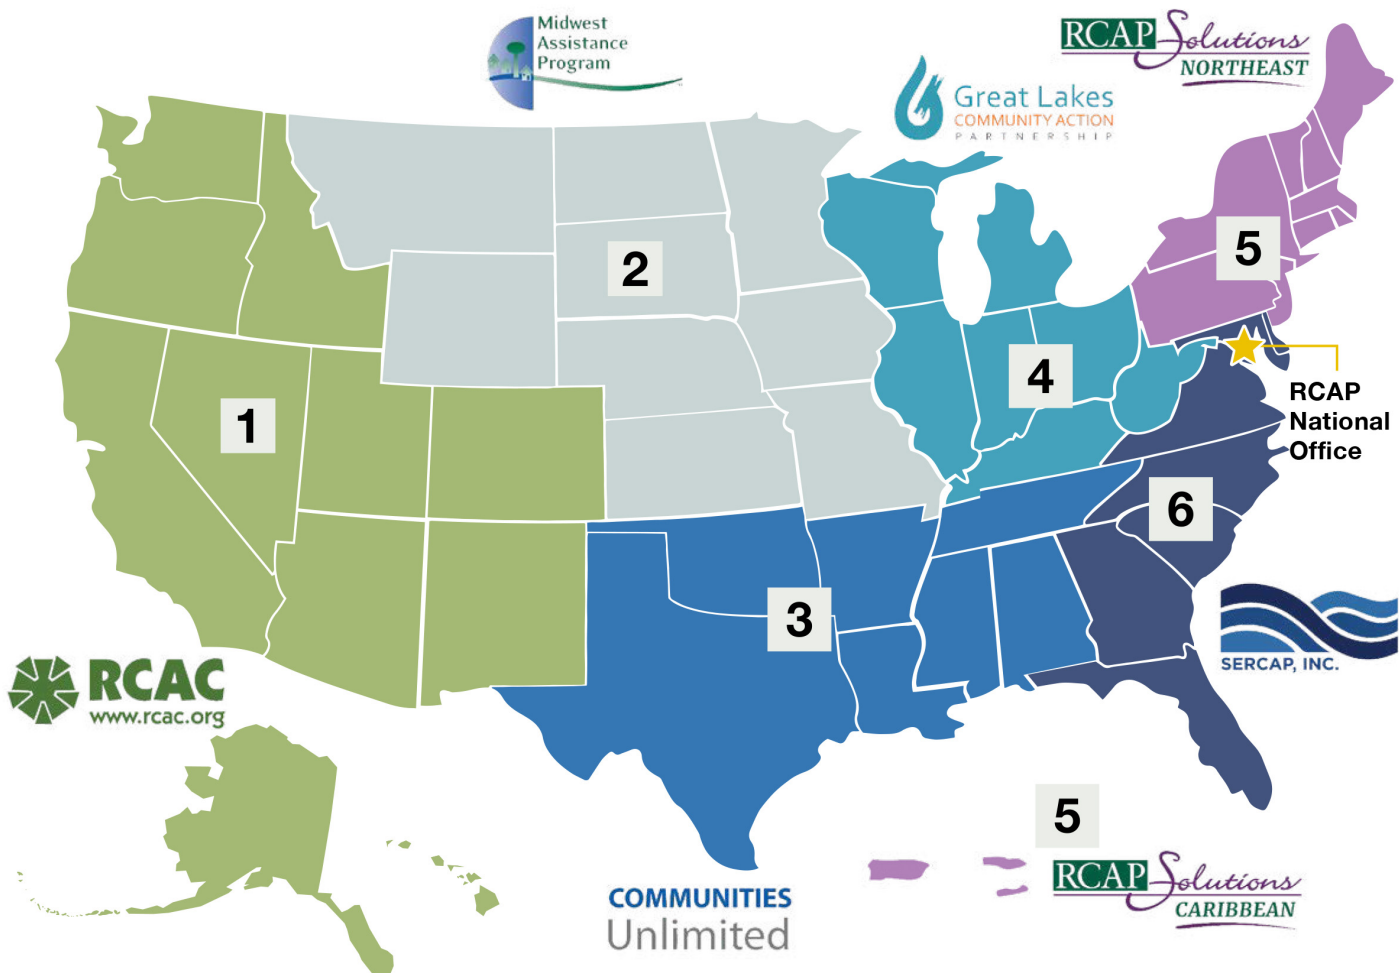 Midwest
Assistance
Program
RCAP Solutions
NORTHEAST
Great Lakes
COMMUNITY ACTION
PARTNERSHIP
5
2
4
RCAP
National
Office
1
6
3
SERCAP, INC.
RCAC
www.rcac.org
5
RCAP Solutions
CARIBBEAN
COMMUNITIES
Unlimited